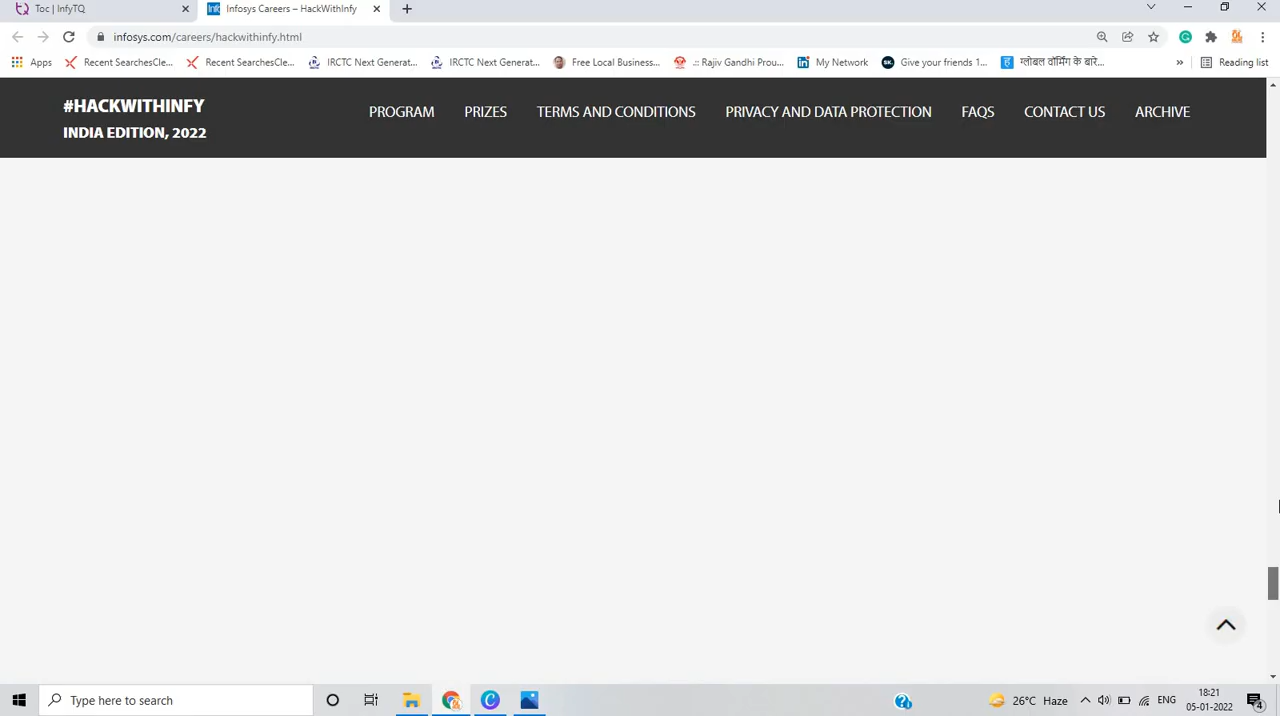 Toc | InfyTQ
Infosys Careers – HackWithInfy
infosys.com/careers/hackwithinfy.html
Apps
Recent SearchesCle...
Recent SearchesCle...
IRCTC Next Generat...
IRCTC Next Generat...
Free Local Business...
.:: Rajiv Gandhi Prou...
My Network
Give your friends 1...
ग्लोबल वॉर्मिंग के बारे...
»
Reading list
#HACKWITHINFY
INDIA EDITION, 2022
PROGRAM
PRIZES
TERMS AND CONDITIONS
PRIVACY AND DATA PROTECTION
FAQS
CONTACT US
ARCHIVE
Type here to search
26°C Haze
ENG
18:21
05-01-2022
4